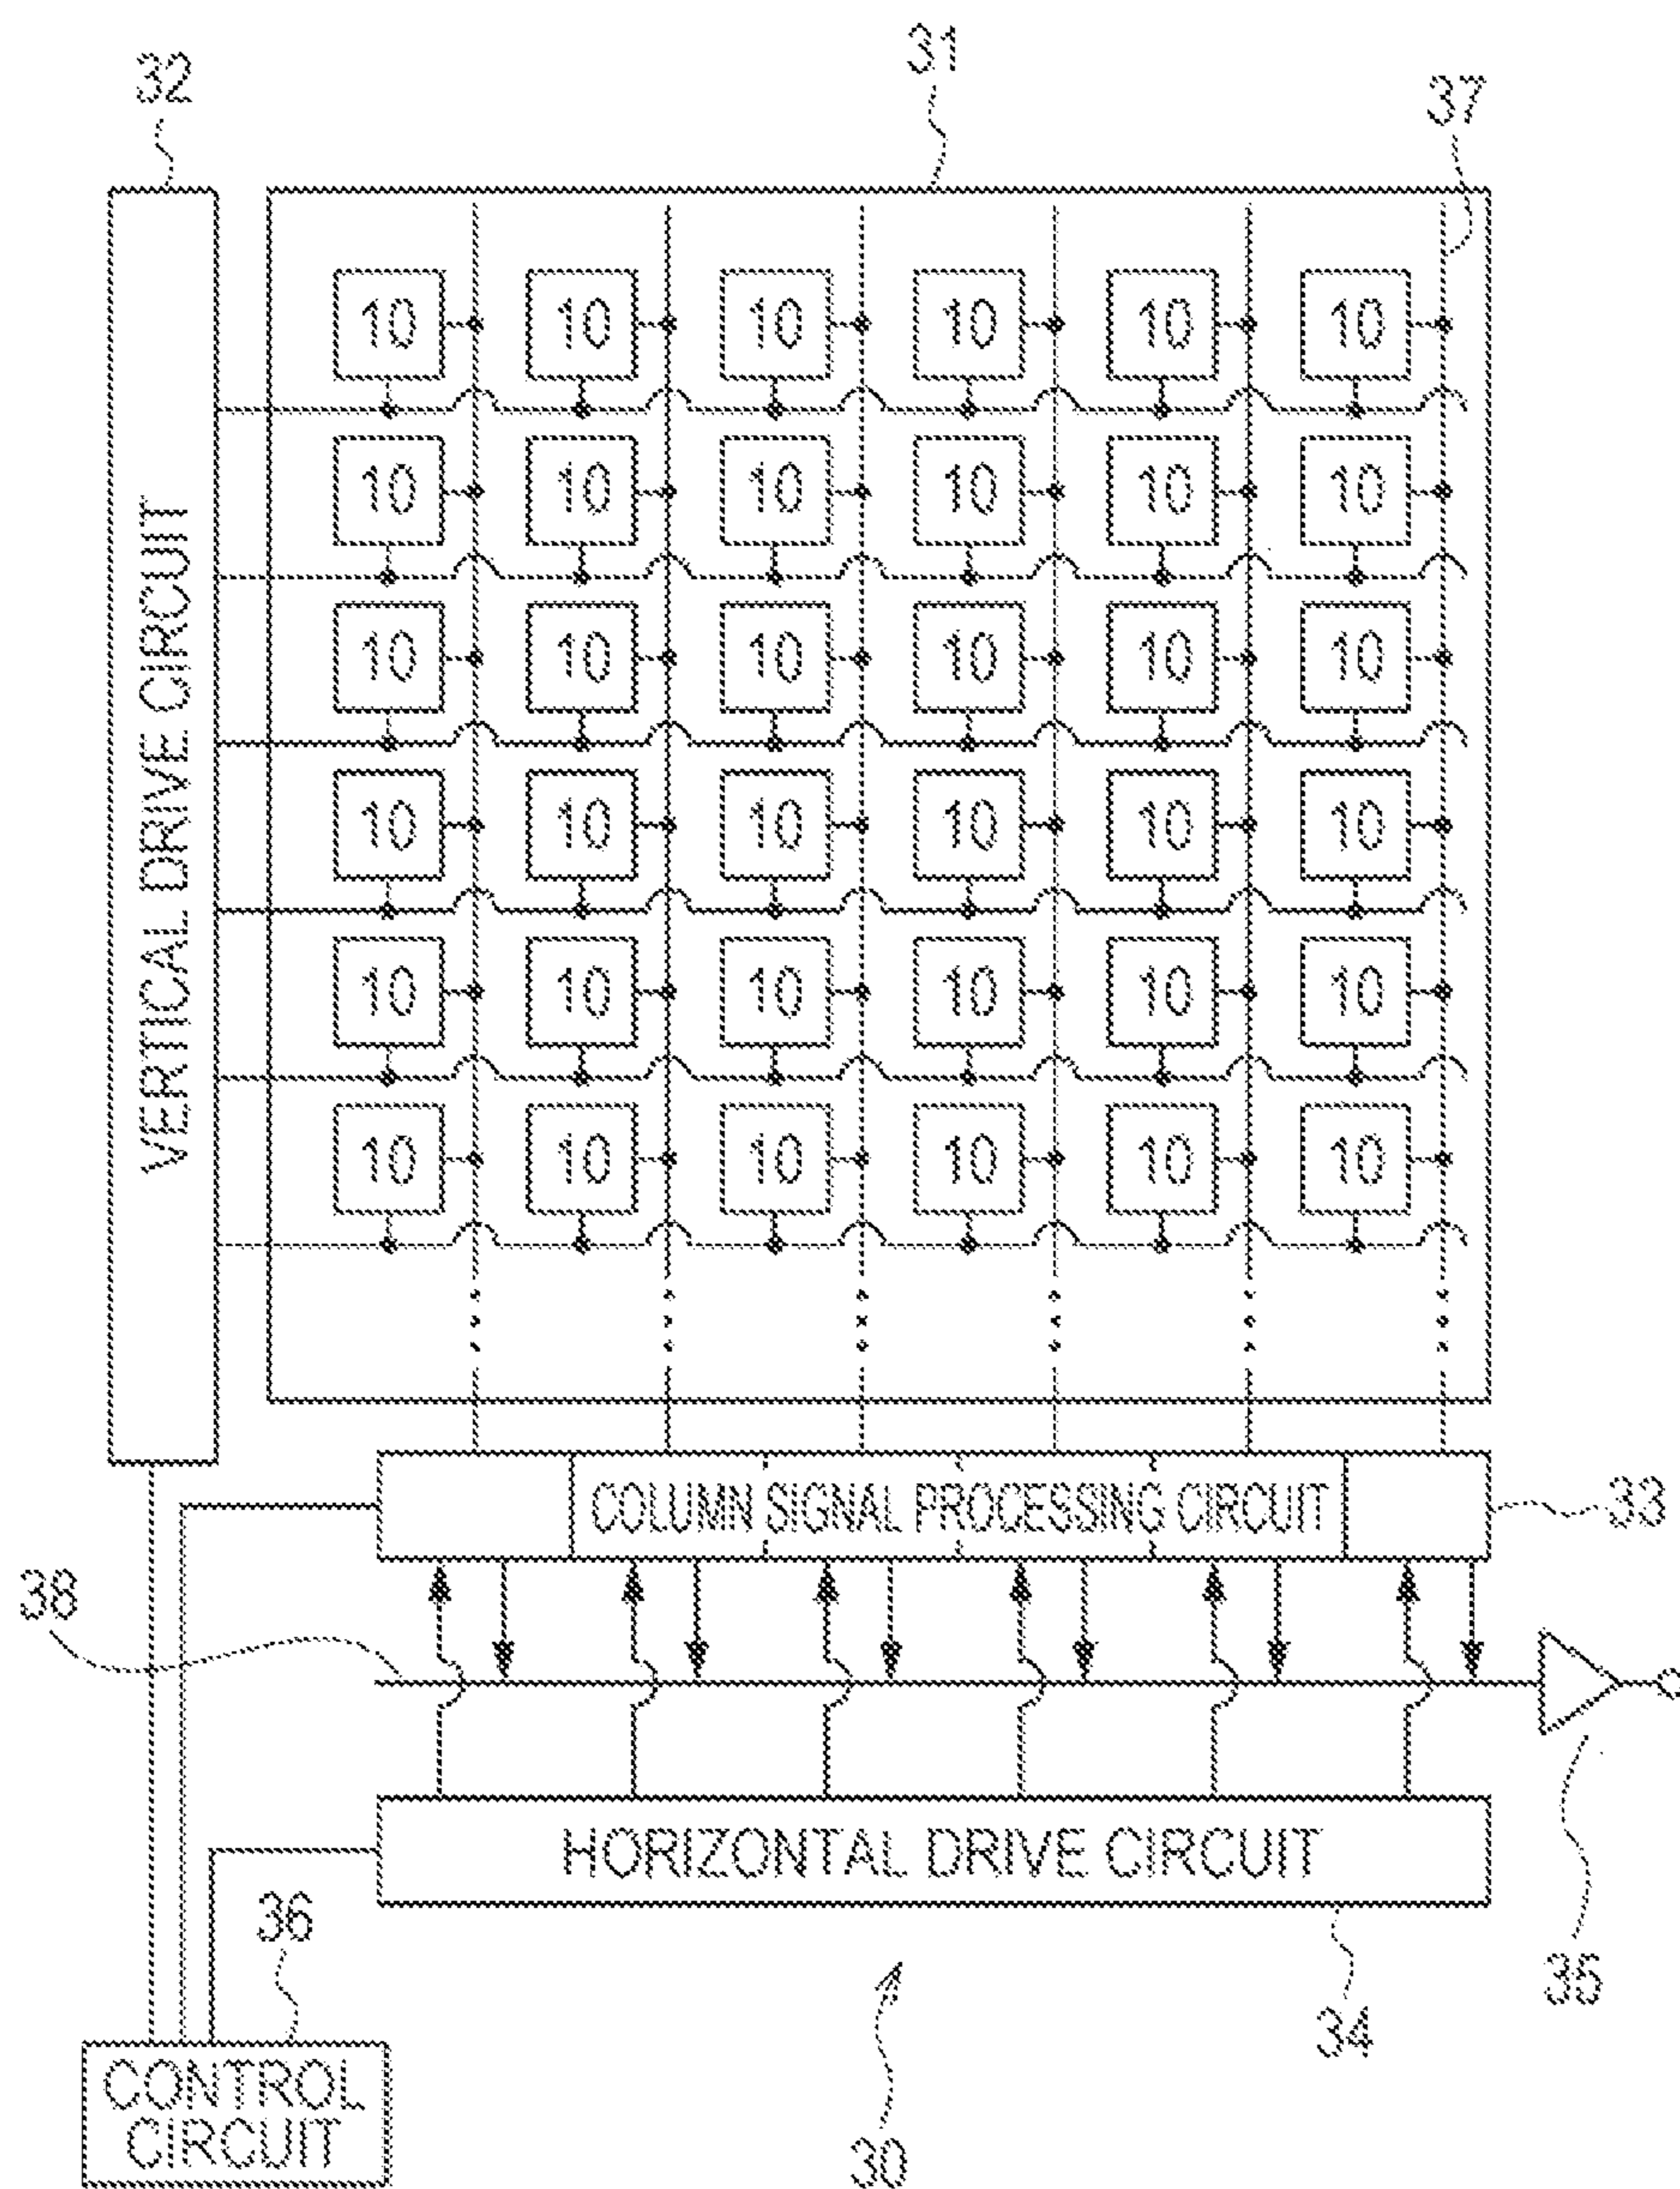 31
32
37
10 10 10 10 10 10
10 10 10 10 10 10
10 10 10 10 10 10
10 10 10 10 10 10
10 10 10 10 10 10
10 10 10 10 10 10
VERTICAL DRIVE CIRCUIT
COLUMN SIGNAL PROCESSING CIRCUIT
33
38
HORIZONTAL DRIVE CIRCUIT
36
35
34
CONTROL
CIRCUIT
30